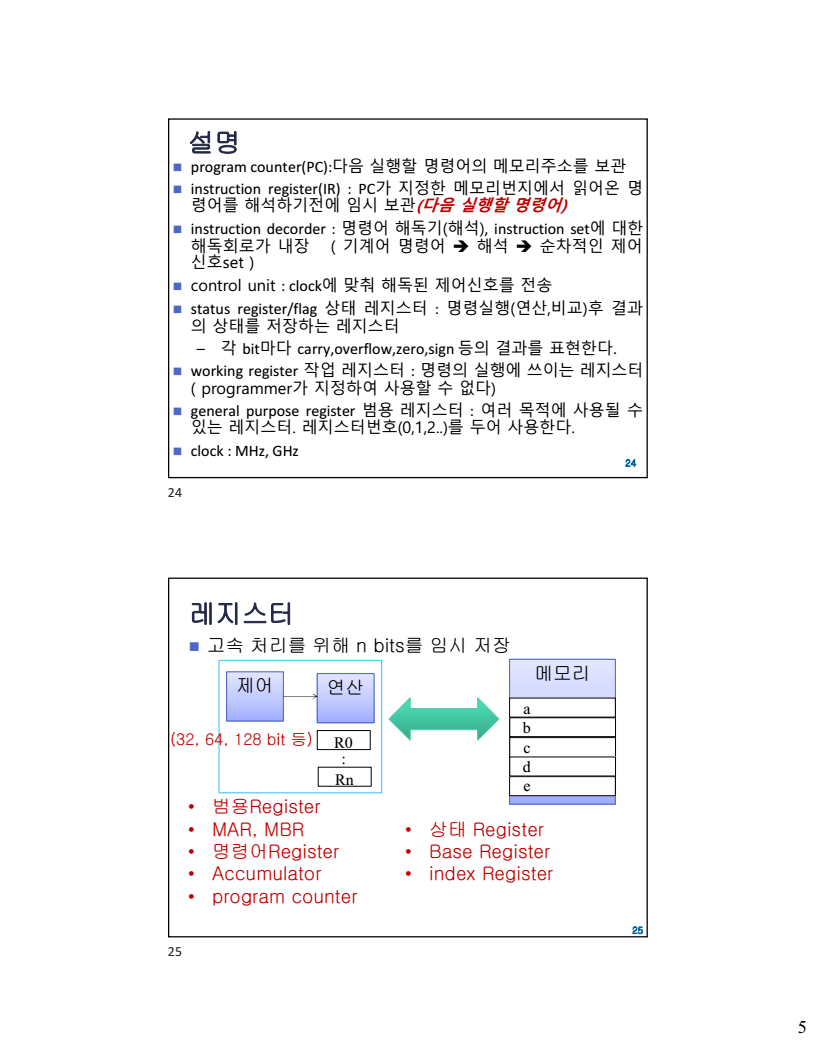 설명
■ program counter(PC):다음 실행할 명령어의 메모리주소를 보관
■ instruction register(IR) : PC가 지정한 메모리번지에서 읽어온 명
령어를 해석하기전에 임시 보관(다음 실행할 명령어)
■ instruction decorder : 명령어 해독기(해석), instruction set에 대한
해독회로가 내장 ( 기계어 명령어 ➔ 해석 ➔ 순차적인 제어
신호set )
■ control unit : clock에 맞춰 해독된 제어신호를 전송
■ status register/flag 상태 레지스터 : 명령실행(연산,비교)후 결과
의 상태를 저장하는 레지스터
– 각 bit마다 carry,overflow,zero,sign 등의 결과를 표현한다.
■ working register 작업 레지스터 : 명령의 실행에 쓰이는 레지스터
( programmer가 지정하여 사용할 수 없다)
■ general purpose register 범용 레지스터 : 여러 목적에 사용될 수
있는 레지스터. 레지스터번호(0,1,2..)를 두어 사용한다.
■ clock : MHz, GHz
24
24
레지스터
■ 고속 처리를 위해 n bits를 임시 저장
제어
연산
메모리
(32, 64, 128 bit 등)
R0
:
Rn
a
b
c
d
e
• 범용Register
• MAR, MBR
• 명령어Register
• Accumulator
• program counter
• 상태 Register
• Base Register
• index Register
25
25
5